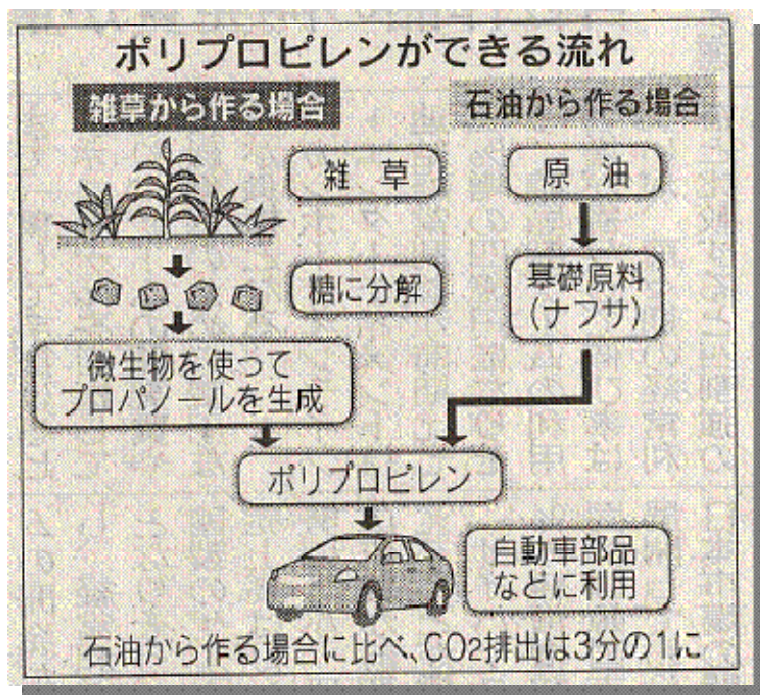 ポリプロピレンができる流れ
雑草から作る場合
石油から作る場合
雑 草
原 油
糖に分解
基礎原料
(ナフサ)
微生物を使って
プロパノールを生成
ポリプロピレン
自動車部品
などに利用
石油から作る場合に比べ、CO2排出は3分の1に